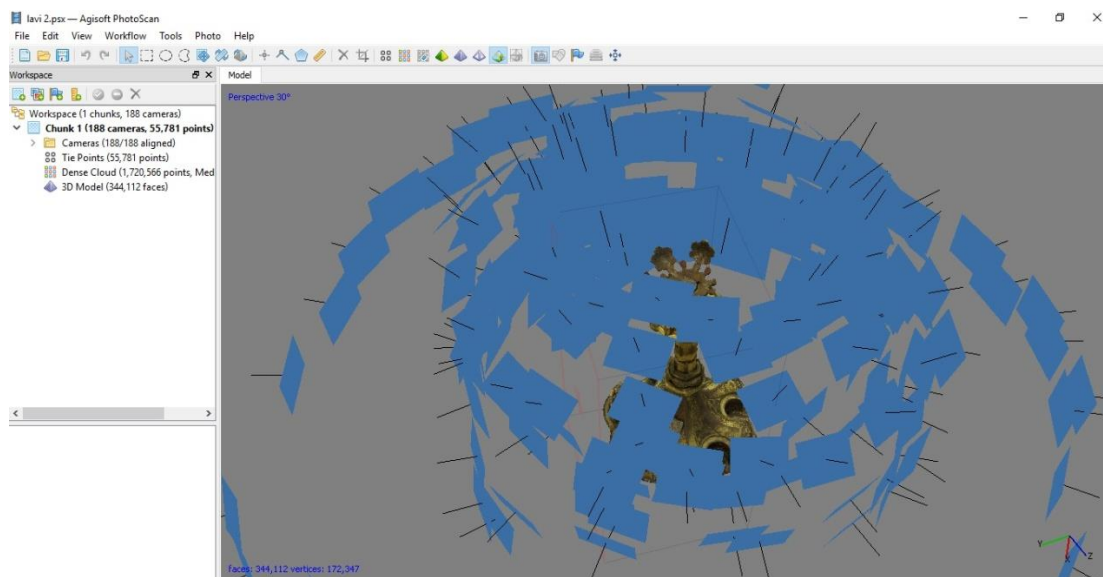 lavi 2.psx — Agisoft PhotoScan
File Edit View Workflow Tools Photo Help
Workspace
Model
Workspace (1 chunks, 188 cameras)
Chunk 1 (188 cameras, 55,781 points)
Cameras (188/188 aligned)
Tie Points (55,781 points)
Dense Cloud (1,720,566 points, Med
3D Model (344,112 faces)
Perspective 30°
Y
X
Z
faces: 344,112 vertices: 172,347